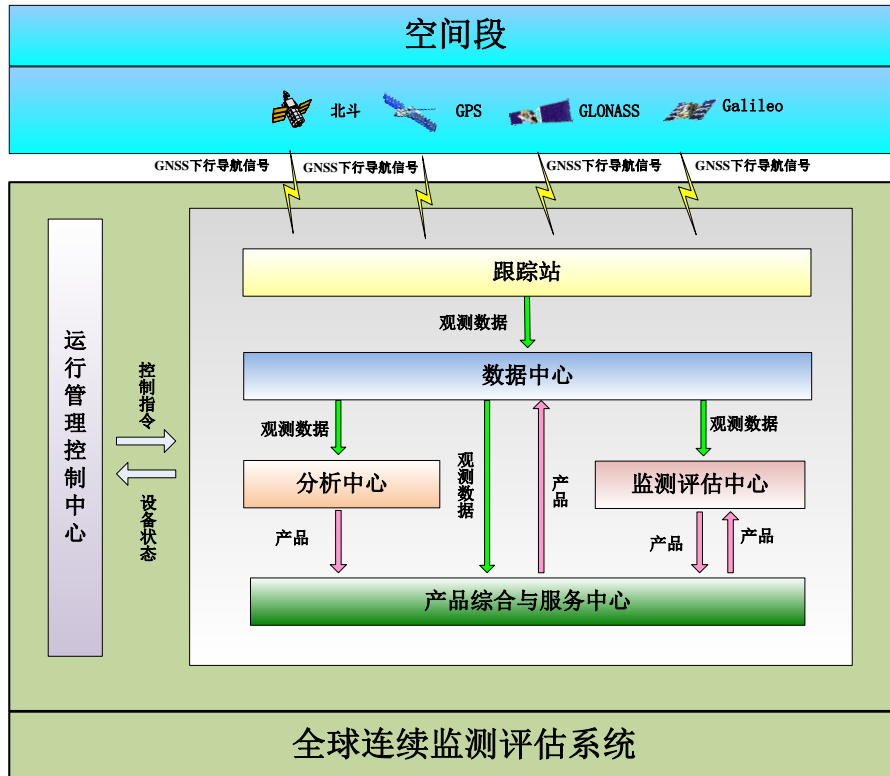 空间段
北斗
GPS
GLONASS
Galileo
GNSS下行导航信号
GNSS下行导航信号
GNSS下行导航信号
GNSS下行导航信号
运行管理控制中心
控制指令
设备状态
跟踪站
观测数据
数据中心
观测数据
观测数据
产品
观测数据
分析中心
监测评估中心
产品
产品
产品
产品综合与服务中心
全球连续监测评估系统